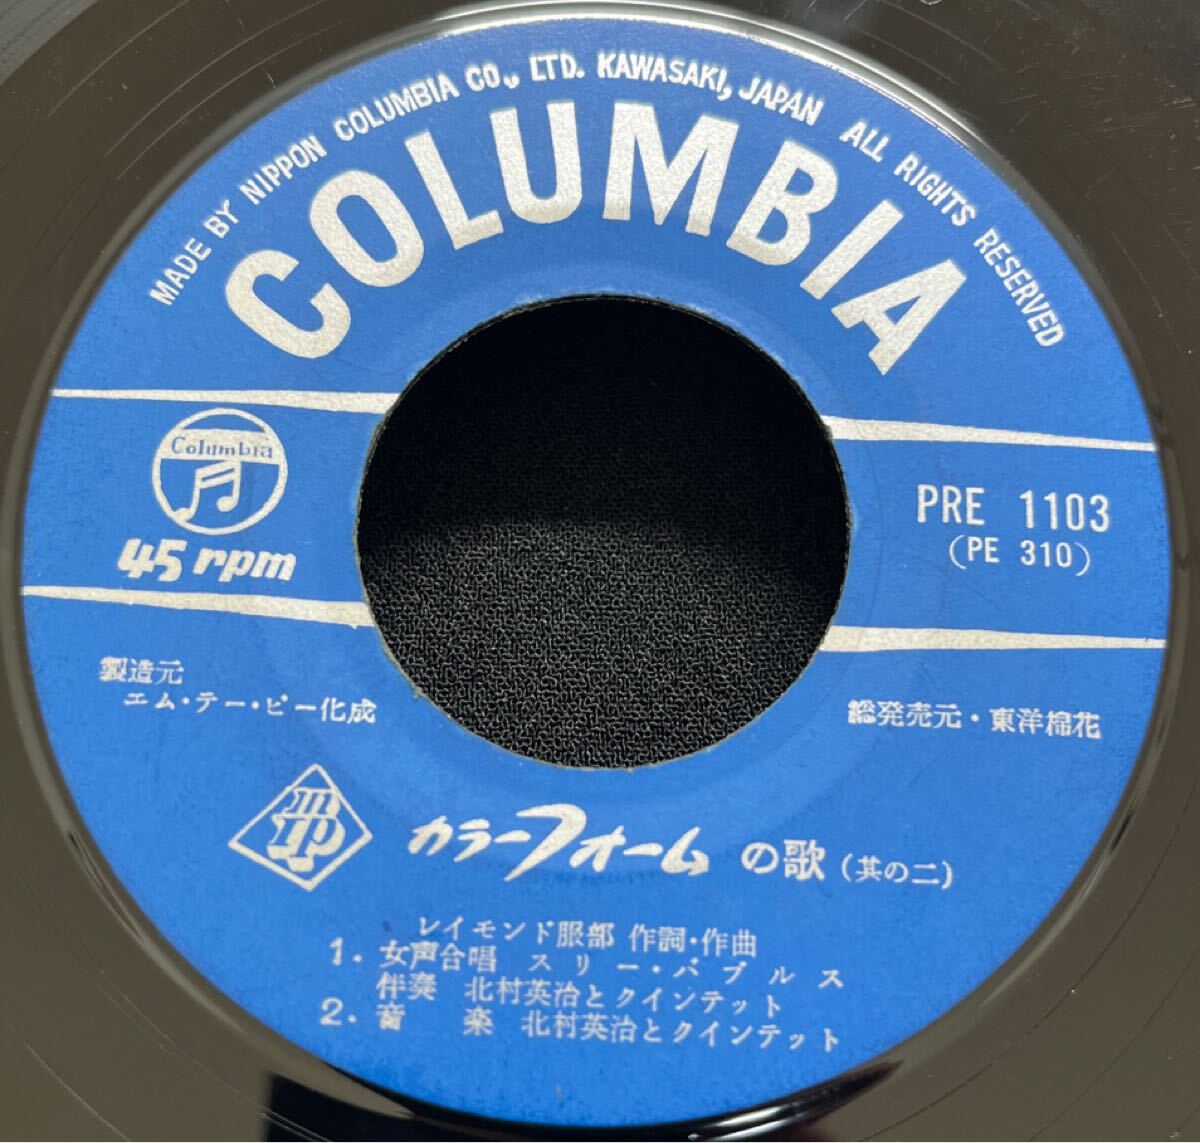 MADE BY NIPPON COLUMBIA CO., LTD. KAWASAKI, JAPAN ALL RIGHTS RESERVED
COLUMBIA
Columbia
45 rpm
PRE 1103
(PE 310)
製造元
エム・テー・ピー化成
総発売元・東洋棉花
mtp
カラーフォームの歌(其の二)
レイモンド服部 作詞・作曲
1. 女声合唱 スリー・バブルス
伴奏 北村英治とクインテット
2. 音楽 北村英治とクインテット